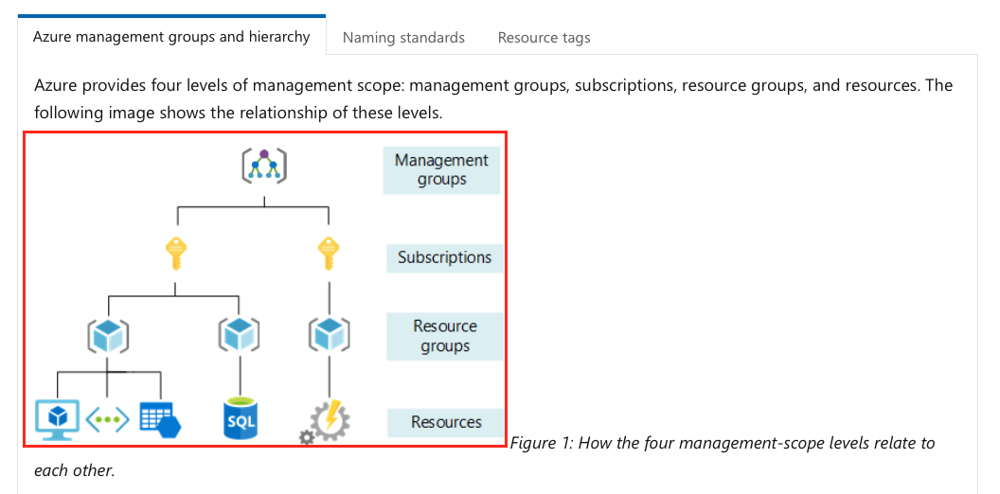 Azure management groups and hierarchy
Naming standards
Resource tags
Azure provides four levels of management scope: management groups, subscriptions, resource groups, and resources. The
following image shows the relationship of these levels.
Management
groups
Subscriptions
Resource
groups
SQL
Resources
Figure 1: How the four management-scope levels relate to
each other.